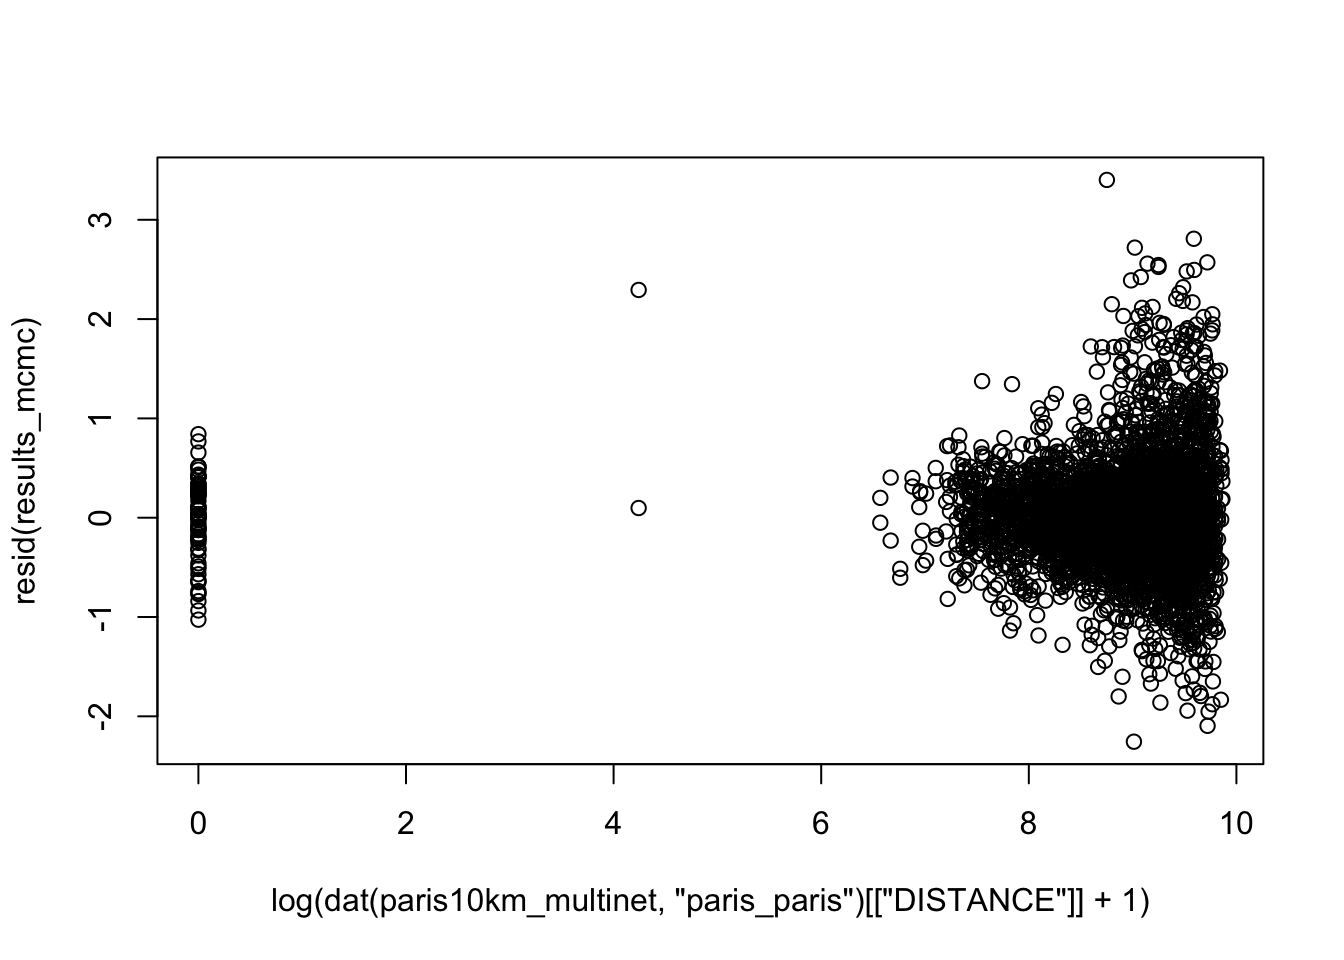 resid(results_mcmc)
3
2
1
0
-1
-2
0 2 4 6 8 10
log(dat(paris10km_multinet, "paris_paris")[["DISTANCE"]] + 1)